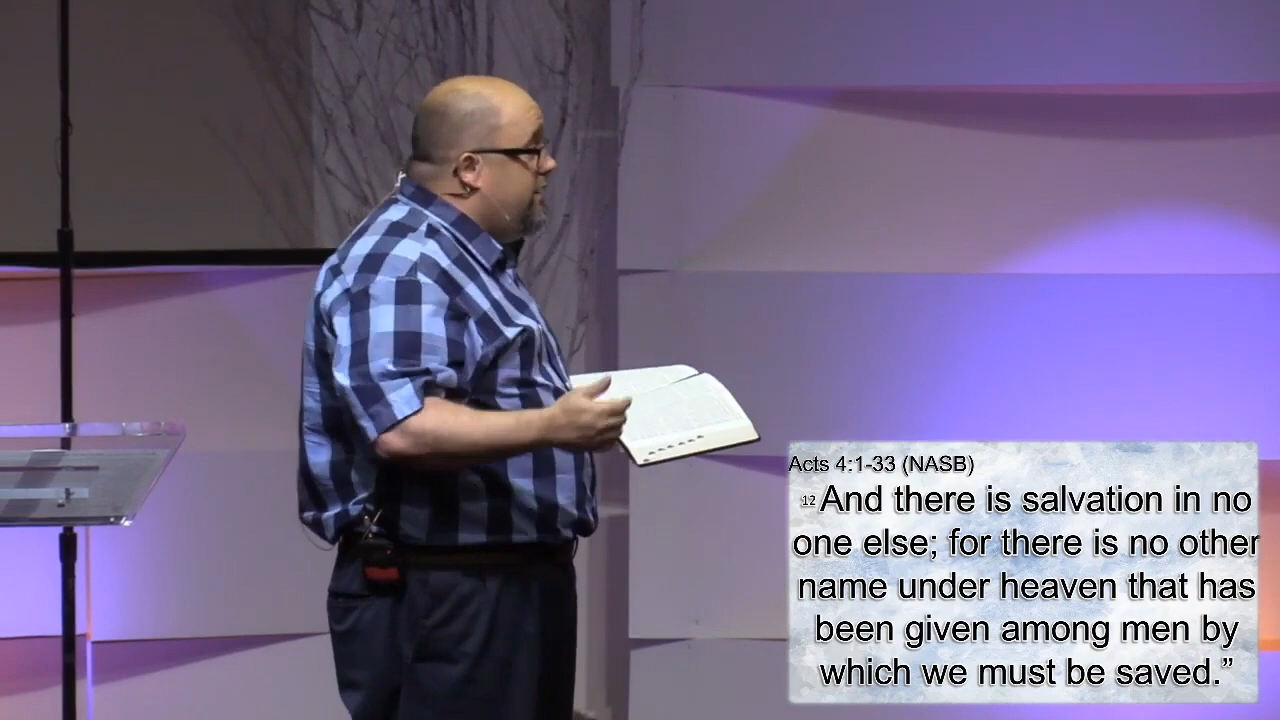 Acts 4:1-33 (NASB)
12 And there is salvation in no
one else; for there is no other
name under heaven that has
been given among men by
which we must be saved.”